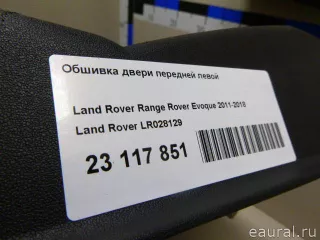 Обшивка двери передней левой
Land Rover Range Rover Evoque 2011-2018
Land Rover LR028129
23 117 851
eaural.ru